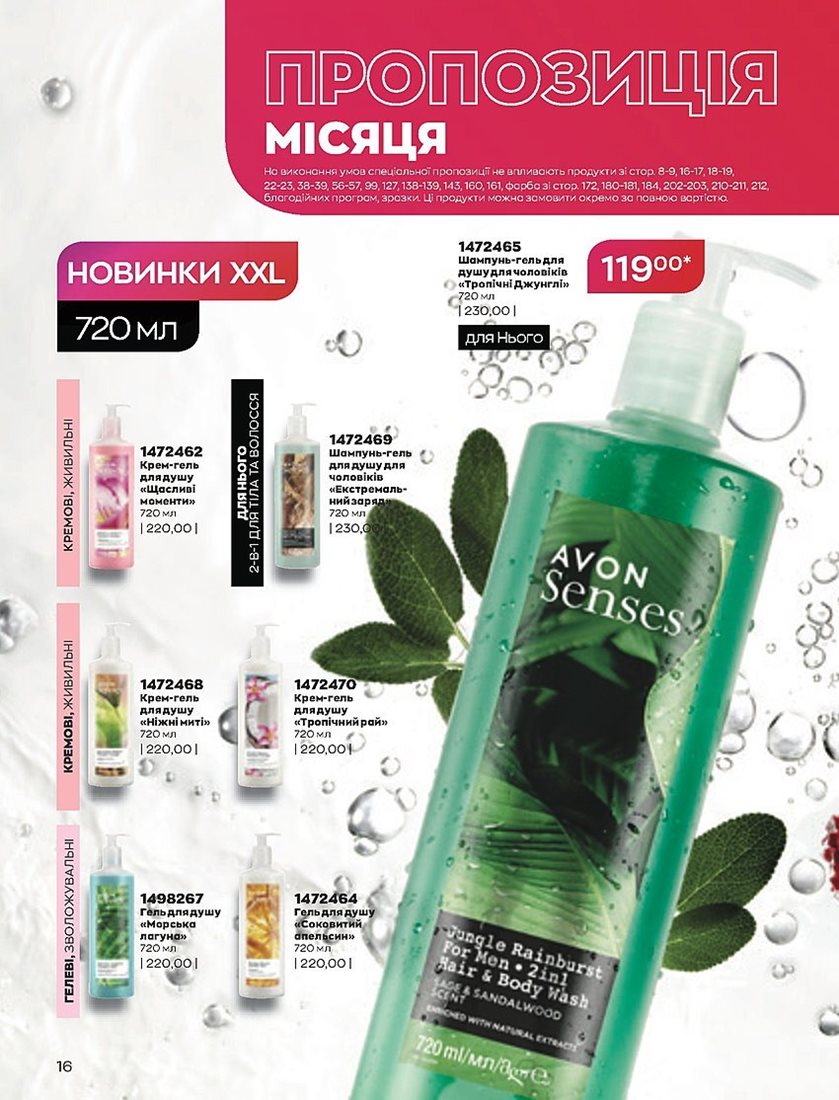 ПРОПОЗИЦІЯ
МІСЯЦЯ
На виконання умов спеціальної пропозиції не впливають продукти зі стор. 8-9, 16-17, 18-19,
22-23, 38-39, 56-57, 99, 127, 138-139, 143, 160, 161, фарба зі стор. 172, 180-181, 184, 202-203, 210-211, 212,
благодійних програм, зразки. Ці продукти можна замовити окремо за повною вартістю.
НОВИНКИ XXL
720 мл
1472465
Шампунь-гель для
душу для чоловіків
«Тропічні Джунглі»
720 мл
| 230,00 |
для Нього
119⁰⁰*
КРЕМОВІ, ЖИВИЛЬНІ
1472462
Крем-гель
для душу
«Щасливі
моменти»
720 мл
| 220,00 |
ДЛЯ НЬОГО
2-В-1 ДЛЯ ТІЛА ТА ВОЛОССЯ
1472469
Шампунь-гель
для душу для
чоловіків
«Екстремаль-
ний заряд»
720 мл
| 230,00 |
КРЕМОВІ, ЖИВИЛЬНІ
1472468
Крем-гель
для душу
«Ніжні миті»
720 мл
| 220,00 |
1472470
Крем-гель
для душу
«Тропічний рай»
720 мл
| 220,00 |
ГЕЛЕВІ, ЗВОЛОЖУВАЛЬНІ
1498267
Гель для душу
«Морська
лагуна»
720 мл
| 220,00 |
1472464
Гель для душу
«Соковитий
апельсин»
720 мл
| 220,00 |
AVON
Senses
Jungle Rainburst
For Men • 2in1
Hair & Body Wash
SAGE & SANDALWOOD
SCENT
ENRICHED WITH NATURAL EXTRACTS
720 ml/мл/
16